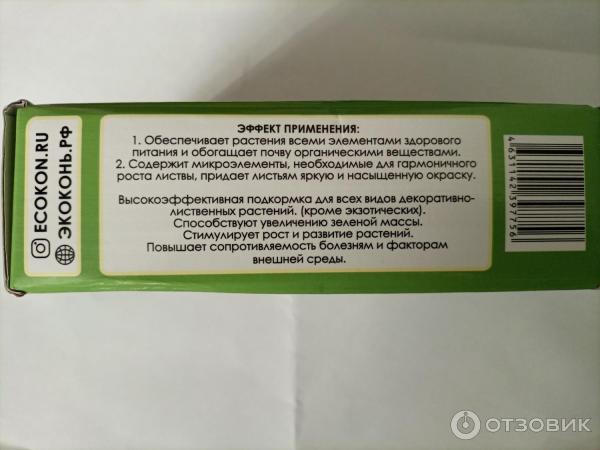 ECOKON.RU
ЭКОКОНЬ.РФ
ЭФФЕКТ ПРИМЕНЕНИЯ:
1. Обеспечивает растения всеми элементами здорового
питания и обогащает почву органическими веществами.
2. Содержит микроэлементы, необходимые для гармоничного
роста листвы, придает листьям яркую и насыщенную окраску.
Высокоэффективная подкормка для всех видов декоративно-
лиственных растений. (кроме экзотических).
Способствуют увеличению зеленой массы.
Стимулирует рост и развитие растений.
Повышает сопротивляемость болезням и факторам
внешней среды.
4631142397756
ОТЗОВИК